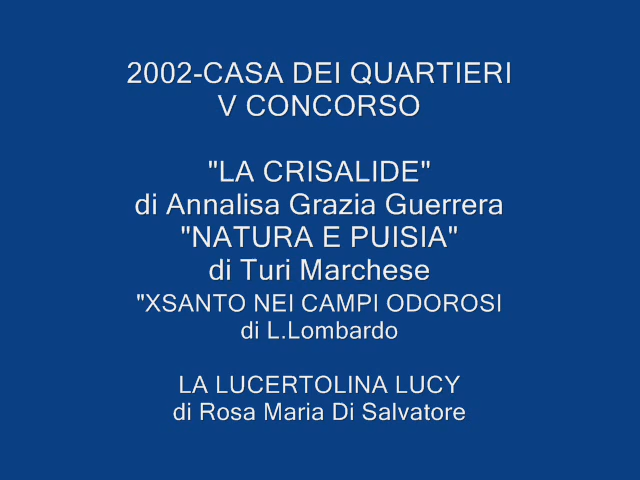 2002-CASA DEI QUARTIERI
V CONCORSO
"LA CRISALIDE"
di Annalisa Grazia Guerrera
"NATURA E PUISIA"
di Turi Marchese
"XSANTO NEI CAMPI ODOROSI
di L.Lombardo
LA LUCERTOLINA LUCY
di Rosa Maria Di Salvatore